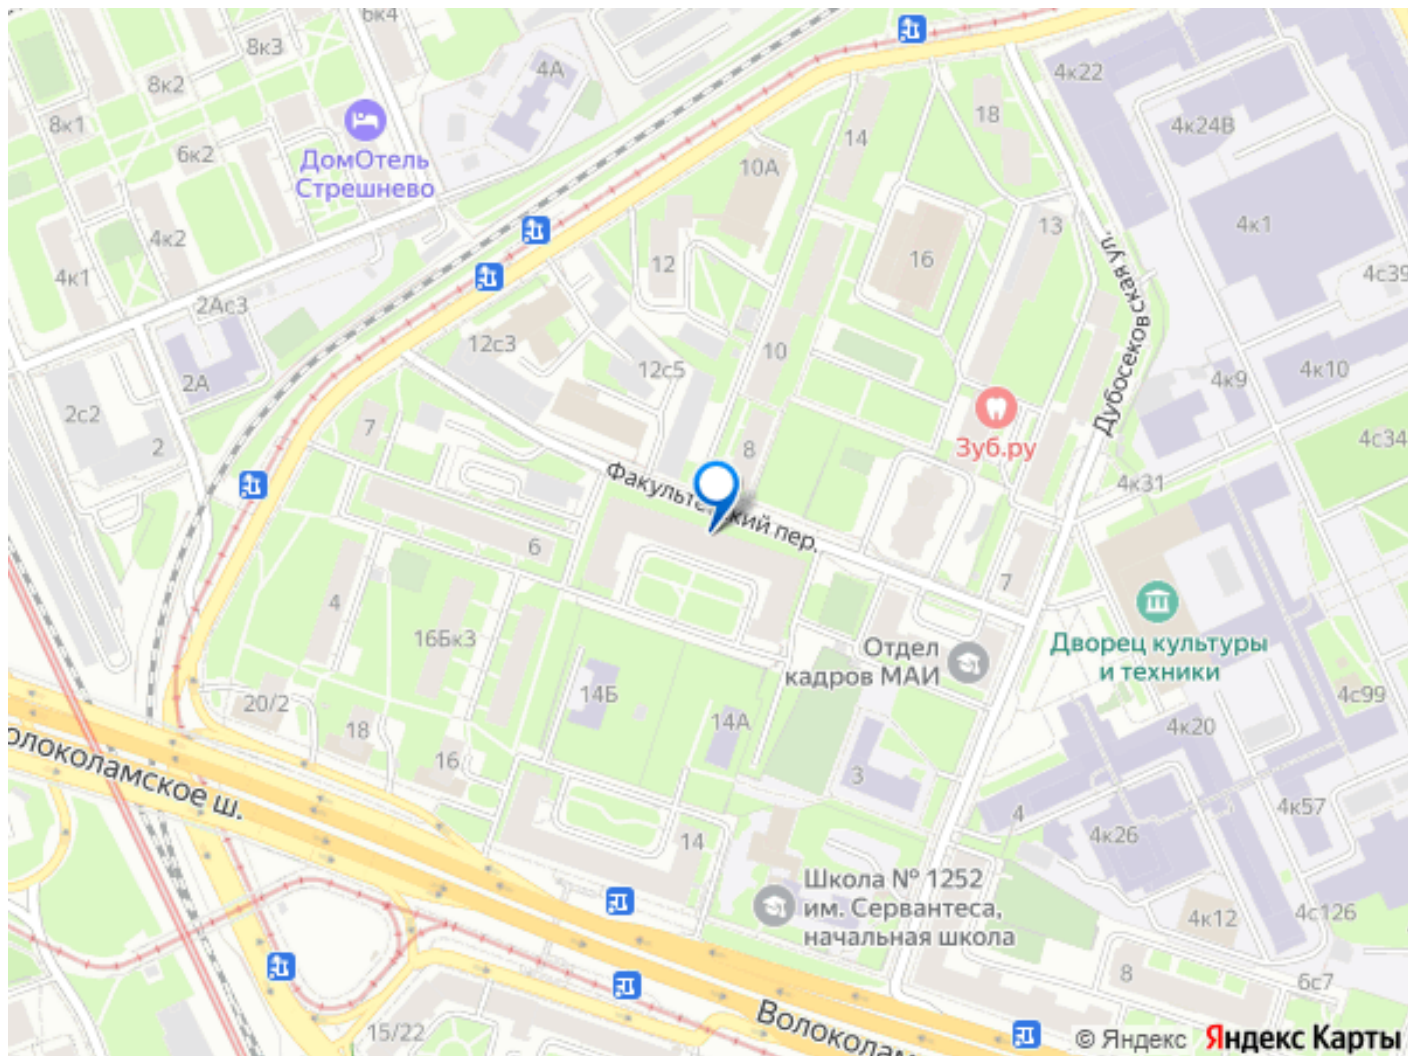 6к4
8к3
8к2
4А
4к22
8к1
ДомОтель
Стрешнево
6к2
14
18
4к24В
10А
4к2
13
4к1
4к1
12
16
4с39
2Ас3
Дубосековская ул.
12с3
10
12с5
2А
4к9
4к10
2с2
7
2
8
Зуб.ру
4с34
4к31
Факультетский пер.
6
7
4
16Бк3
Отдел
кадров МАИ
Дворец культуры
и техники
14Б
14А
4с99
20/2
18
16
4к20
3
олоколамское ш.
4к57
4
4к26
14
Школа № 1252
им. Сервантеса,
начальная школа
4к12
4с126
8
6с7
15/22
Волоколам
© Яндекс Яндекс Карты